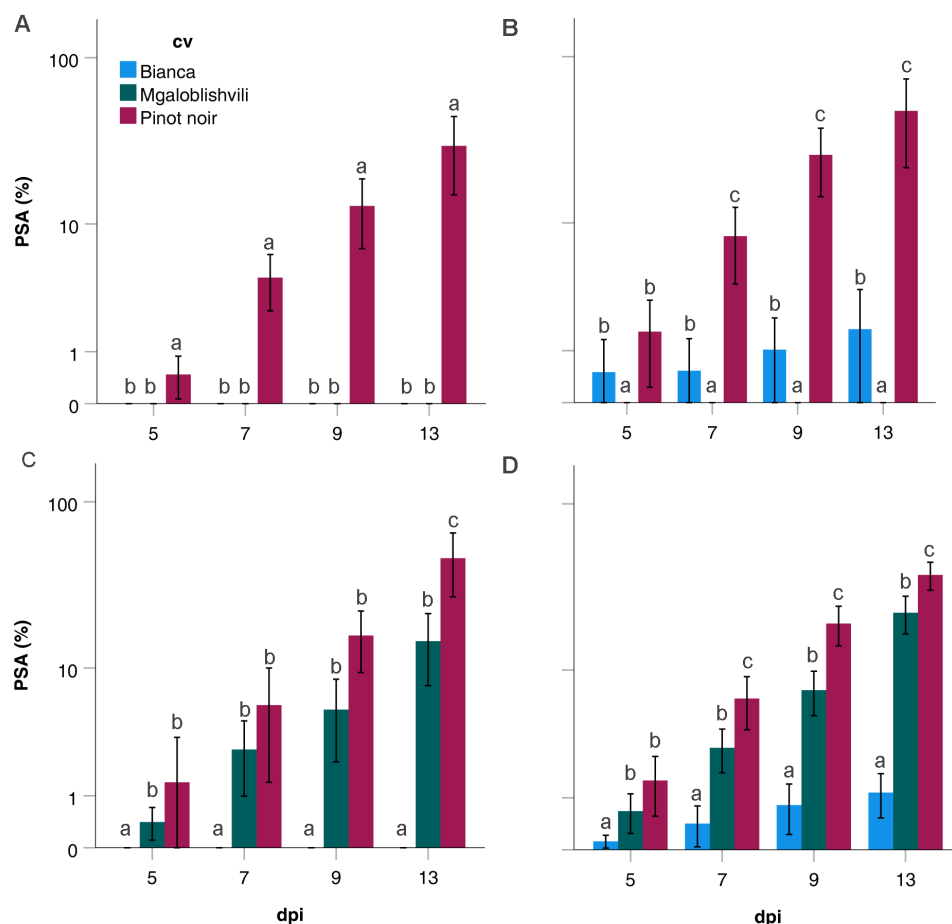 A
cv
Bianca
Mgaloblishvili
Pinot noir
PSA (%)
100
10
1
0
b b a
b b a
b b a
b b a
5 7 9 13
B
b a b
b a c
b a c
b a c
5 7 9 13
C
PSA (%)
100
10
1
0
a b b
a b b
a b b
a b c
5 7 9 13
dpi
D
a b b
a b c
a b c
a b c
5 7 9 13
dpi